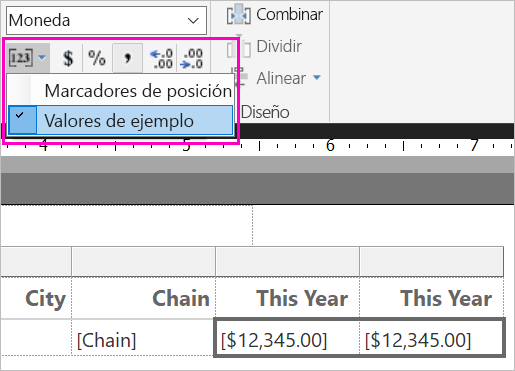 Moneda
Combinar
[123] $ % , ←.0 .00 .00 →.0
Dividir
Marcadores de posición
Alinear
✓ Valores de ejemplo
Diseño
4 5 6 7
City Chain This Year This Year
[Chain] [$12,345.00] [$12,345.00]